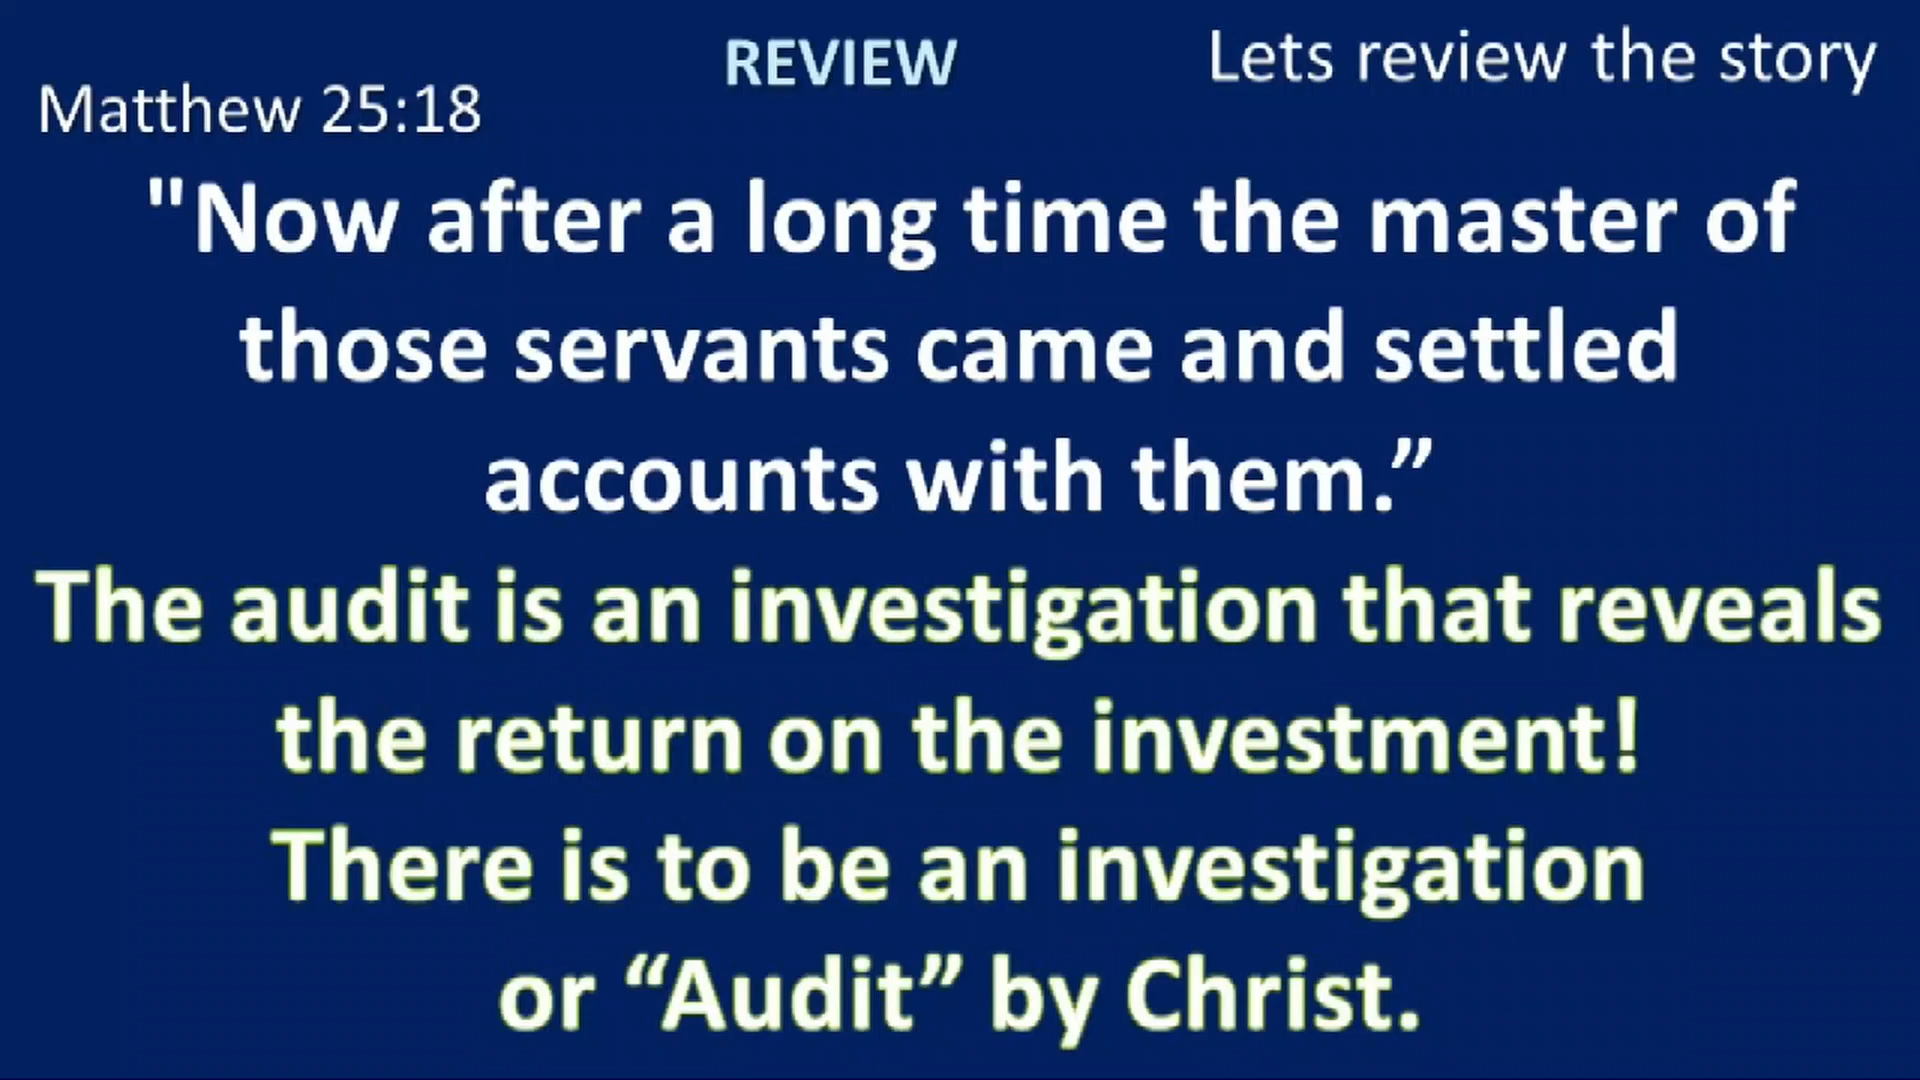 REVIEW
Lets review the story
Matthew 25:18
"Now after a long time the master of
those servants came and settled
accounts with them.”
The audit is an investigation that reveals
the return on the investment!
There is to be an investigation
or “Audit” by Christ.